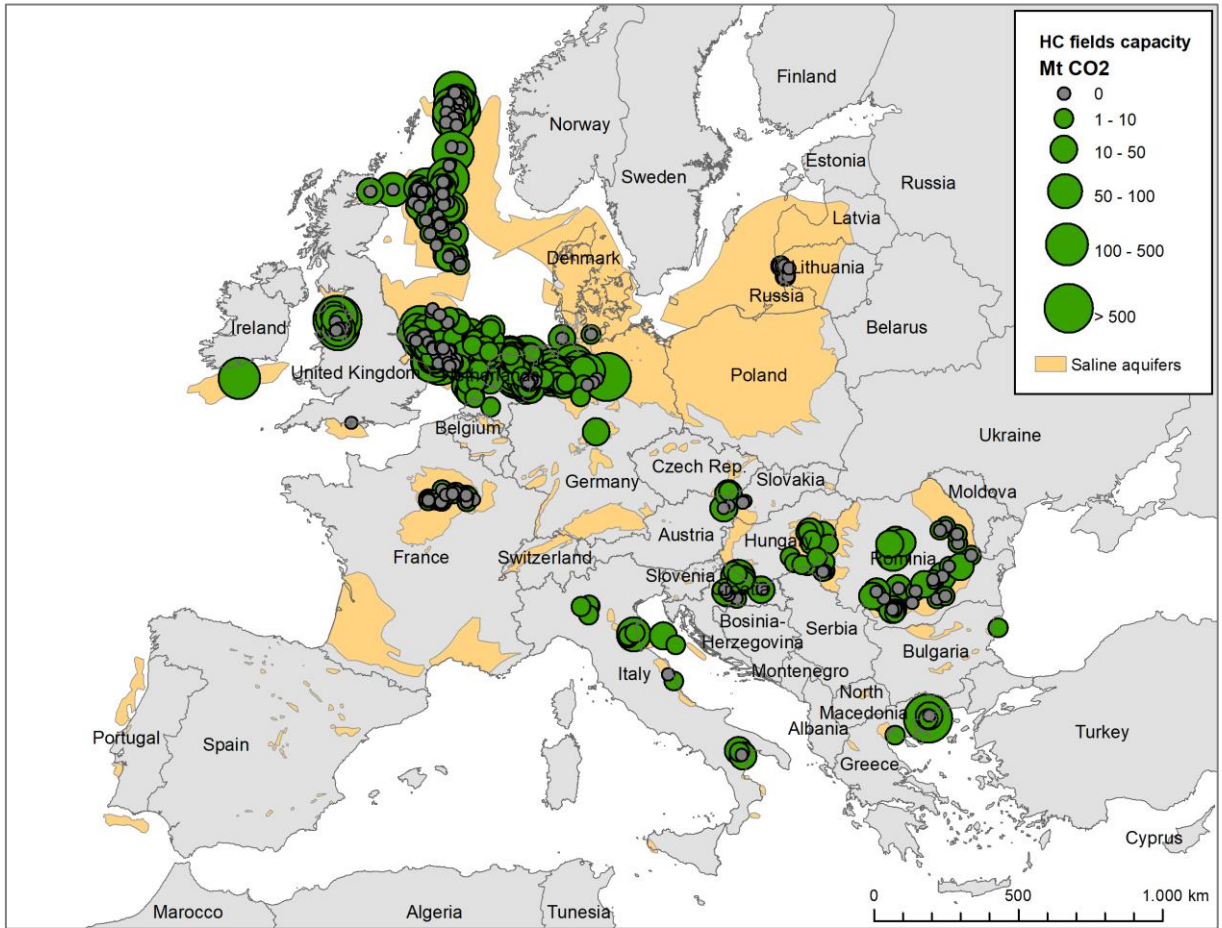 HC fields capacity
Mt CO2
0
1 - 10
10 - 50
50 - 100
100 - 500
> 500
Saline aquifers
Finland
Norway
Sweden
Estonia
Russia
Latvia
Denmark
Lithuania
Russia
Belarus
Ireland
United Kingdom
Poland
Belgium
Ukraine
Germany
Czech Rep.
Slovakia
Moldova
France
Switzerland
Austria
Hungary
Slovenia
Croatia
Bosinia-
Herzegovina
Serbia
Montenegro
Bulgaria
Italy
North
Macedonia
Albania
Greece
Turkey
Portugal
Spain
Cyprus
Marocco
Algeria
Tunesia
0
500
1.000 km